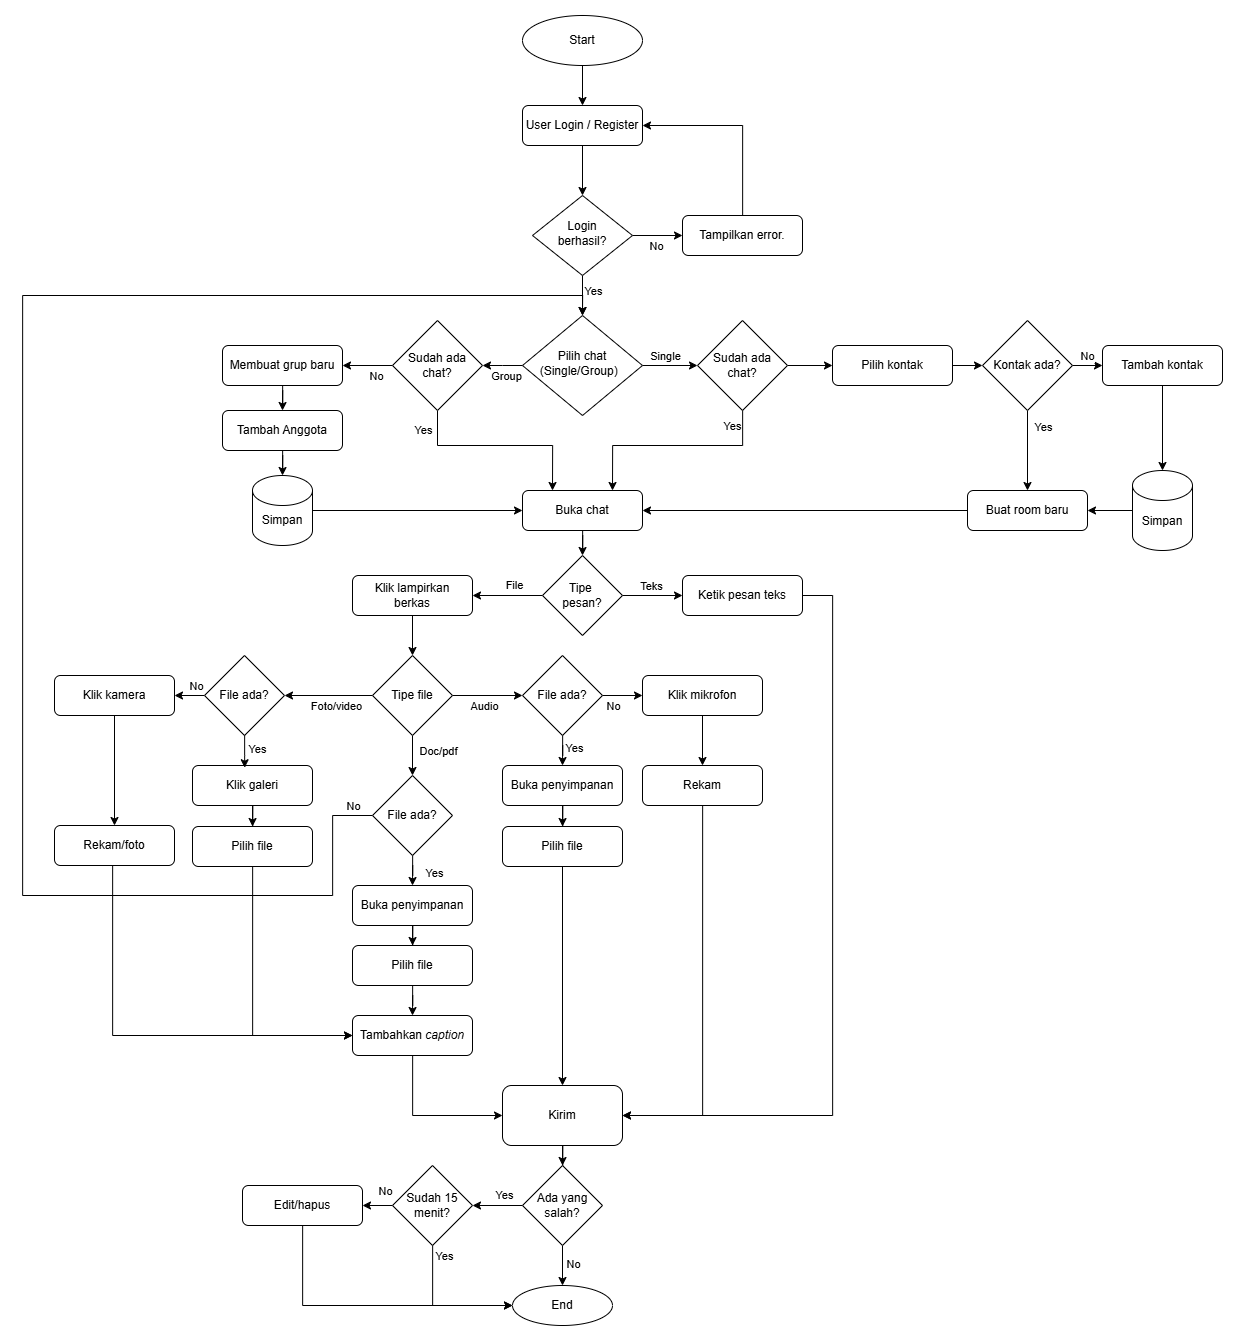 Start
User Login / Register
Login
berhasil?
No
Tampilkan error.
Yes
Membuat grup baru
No
Sudah ada
chat?
Group
Pilih chat
(Single/Group)
Single
Sudah ada
chat?
Pilih kontak
Kontak ada?
No
Tambah kontak
Tambah Anggota
Yes
Yes
Yes
Simpan
Buka chat
Buat room baru
Simpan
Klik lampirkan
berkas
File
Tipe
pesan?
Teks
Ketik pesan teks
Klik kamera
No
File ada?
Foto/video
Tipe file
Audio
File ada?
No
Klik mikrofon
Yes
Doc/pdf
Yes
Klik galeri
Buka penyimpanan
Rekam
No
File ada?
Rekam/foto
Pilih file
Pilih file
Yes
Buka penyimpanan
Pilih file
Tambahkan caption
Kirim
Edit/hapus
No
Sudah 15
menit?
Yes
Ada yang
salah?
Yes
No
End